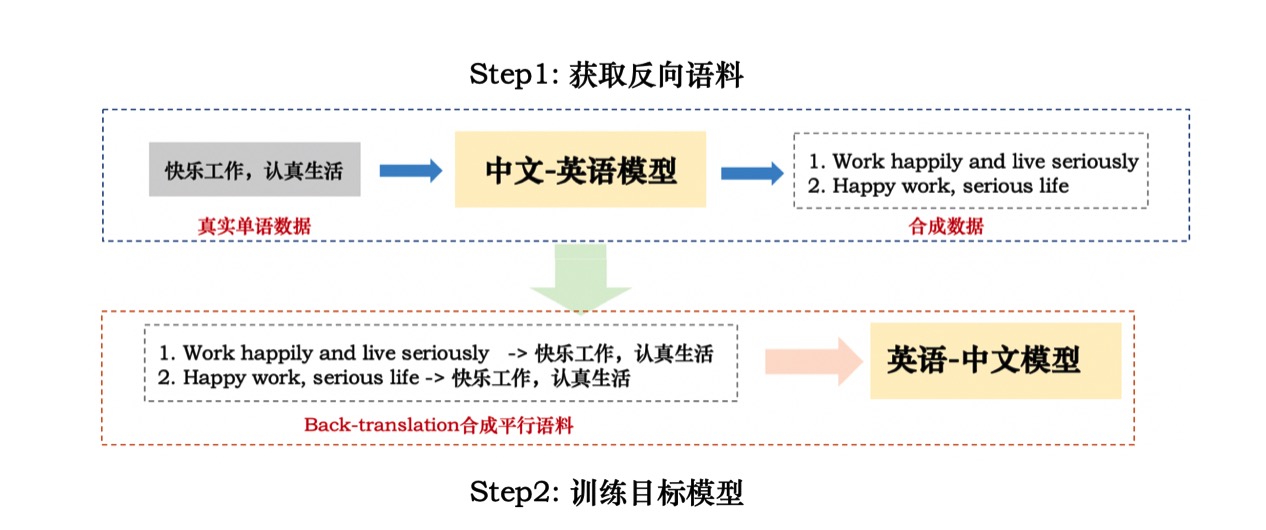 Step1: 获取反向语料
快乐工作，认真生活
中文-英语模型
1. Work happily and live seriously
2. Happy work, serious life
真实单语数据
合成数据
1. Work happily and live seriously -> 快乐工作，认真生活
2. Happy work, serious life -> 快乐工作，认真生活
英语-中文模型
Back-translation合成平行语料
Step2: 训练目标模型